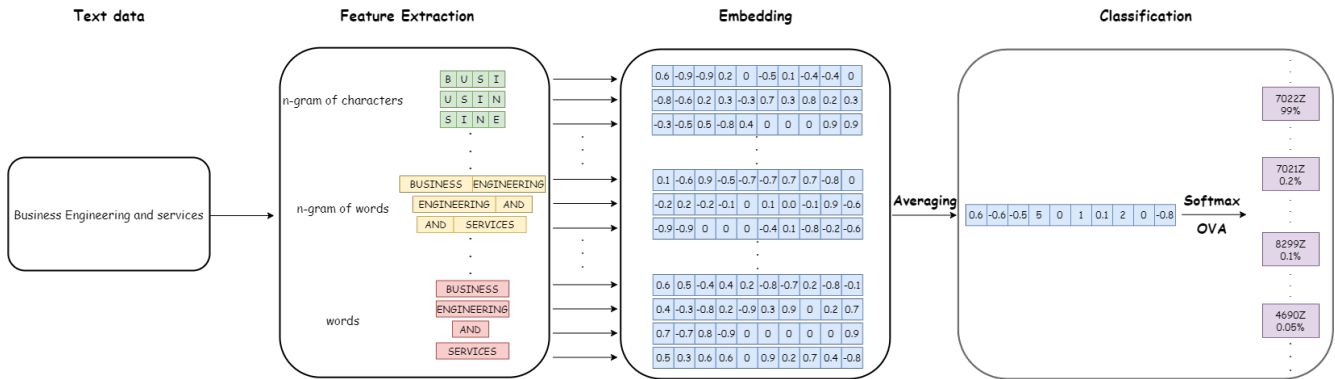 Text data
Feature Extraction
Embedding
Classification
Business Engineering and services
n-gram of characters
B U S I
U S I N
S I N E
n-gram of words
BUSINESS ENGINEERING
ENGINEERING AND
AND SERVICES
words
BUSINESS
ENGINEERING
AND
SERVICES
0.6 -0.9 -0.9 0.2 0 -0.5 0.1 -0.4 -0.4 0
-0.8 -0.6 0.2 0.3 -0.3 0.7 0.3 0.8 0.2 0.3
-0.3 -0.5 0.5 -0.8 0.4 0 0 0 0.9 0.9
0.1 -0.6 0.9 -0.5 -0.7 -0.7 0.7 0.7 -0.8 0
-0.2 0.2 -0.2 -0.1 0 0.1 0.0 -0.1 0.9 -0.6
-0.9 -0.9 0 0 0 -0.4 0.1 -0.8 -0.2 -0.6
0.6 0.5 -0.4 0.4 0.2 -0.8 -0.7 0.2 -0.8 -0.1
0.4 -0.3 -0.8 0.2 -0.9 0.3 0.9 0 0.2 0.7
0.7 -0.7 0.8 -0.9 0 0 0 0 0 0.9
0.5 0.3 0.6 0.6 0 0.9 0.2 0.7 0.4 -0.8
Averaging
0.6 -0.6 -0.5 5 0 1 0.1 2 0 -0.8
Softmax
OVA
7022Z
99%
7021Z
0.2%
8299Z
0.1%
4690Z
0.05%